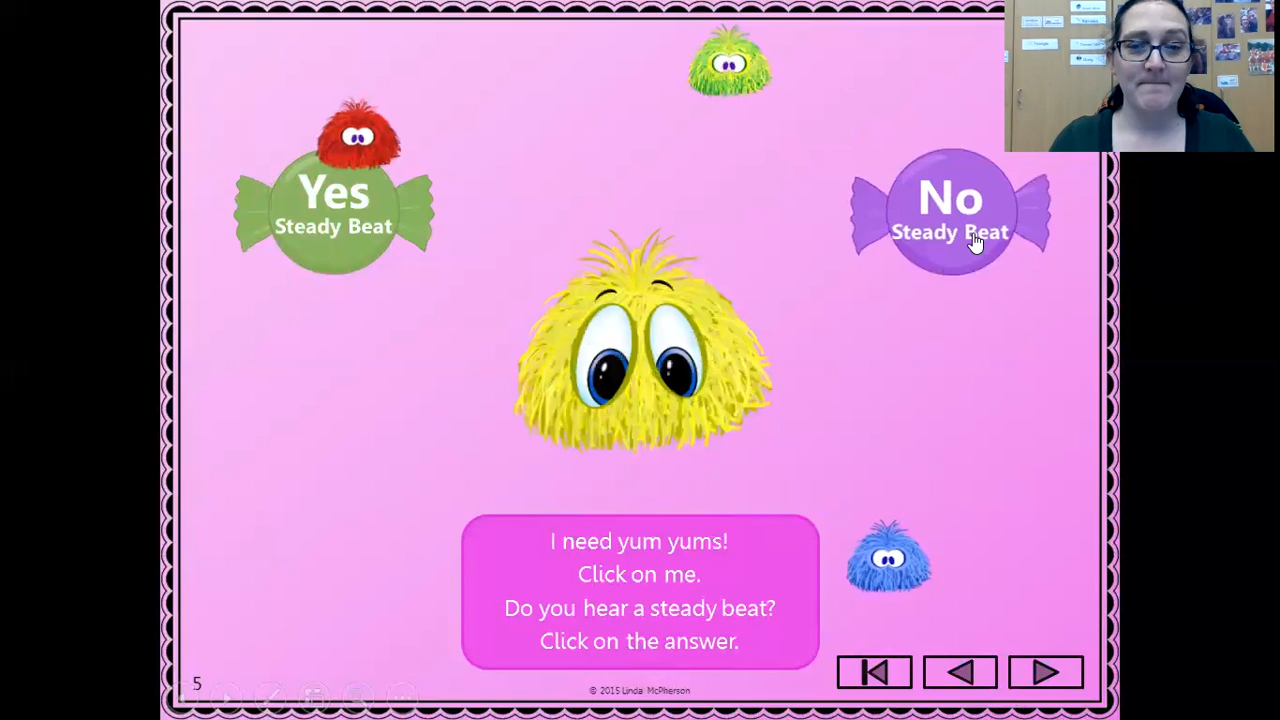 Yes
Steady Beat
No
Steady Beat
I need yum yums!
Click on me.
Do you hear a steady beat?
Click on the answer.
5
© 2015 Linda McPherson